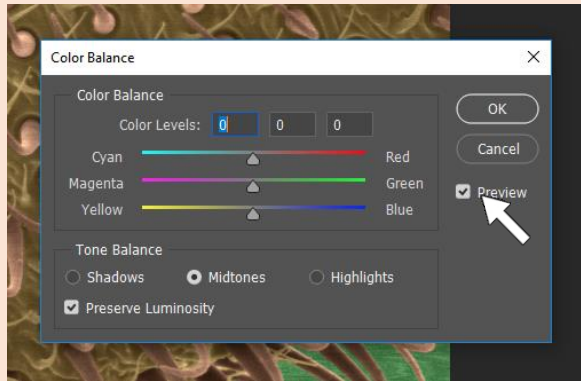 Color Balance
Color Balance
Color Levels: 0 0 0
Cyan Red
Magenta Green
Yellow Blue
Tone Balance
Shadows Midtones Highlights
Preserve Luminosity
OK
Cancel
Preview